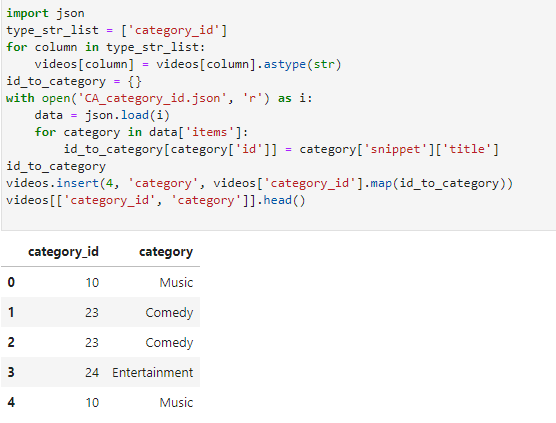 import json
type_str_list = ['category_id']
for column in type_str_list:
    videos[column] = videos[column].astype(str)
id_to_category = {}
with open('CA_category_id.json', 'r') as i:
    data = json.load(i)
    for category in data['items']:
        id_to_category[category['id']] = category['snippet']['title']
id_to_category
videos.insert(4, 'category', videos['category_id'].map(id_to_category))
videos[['category_id', 'category']].head()
category_id category
0 10 Music
1 23 Comedy
2 23 Comedy
3 24 Entertainment
4 10 Music